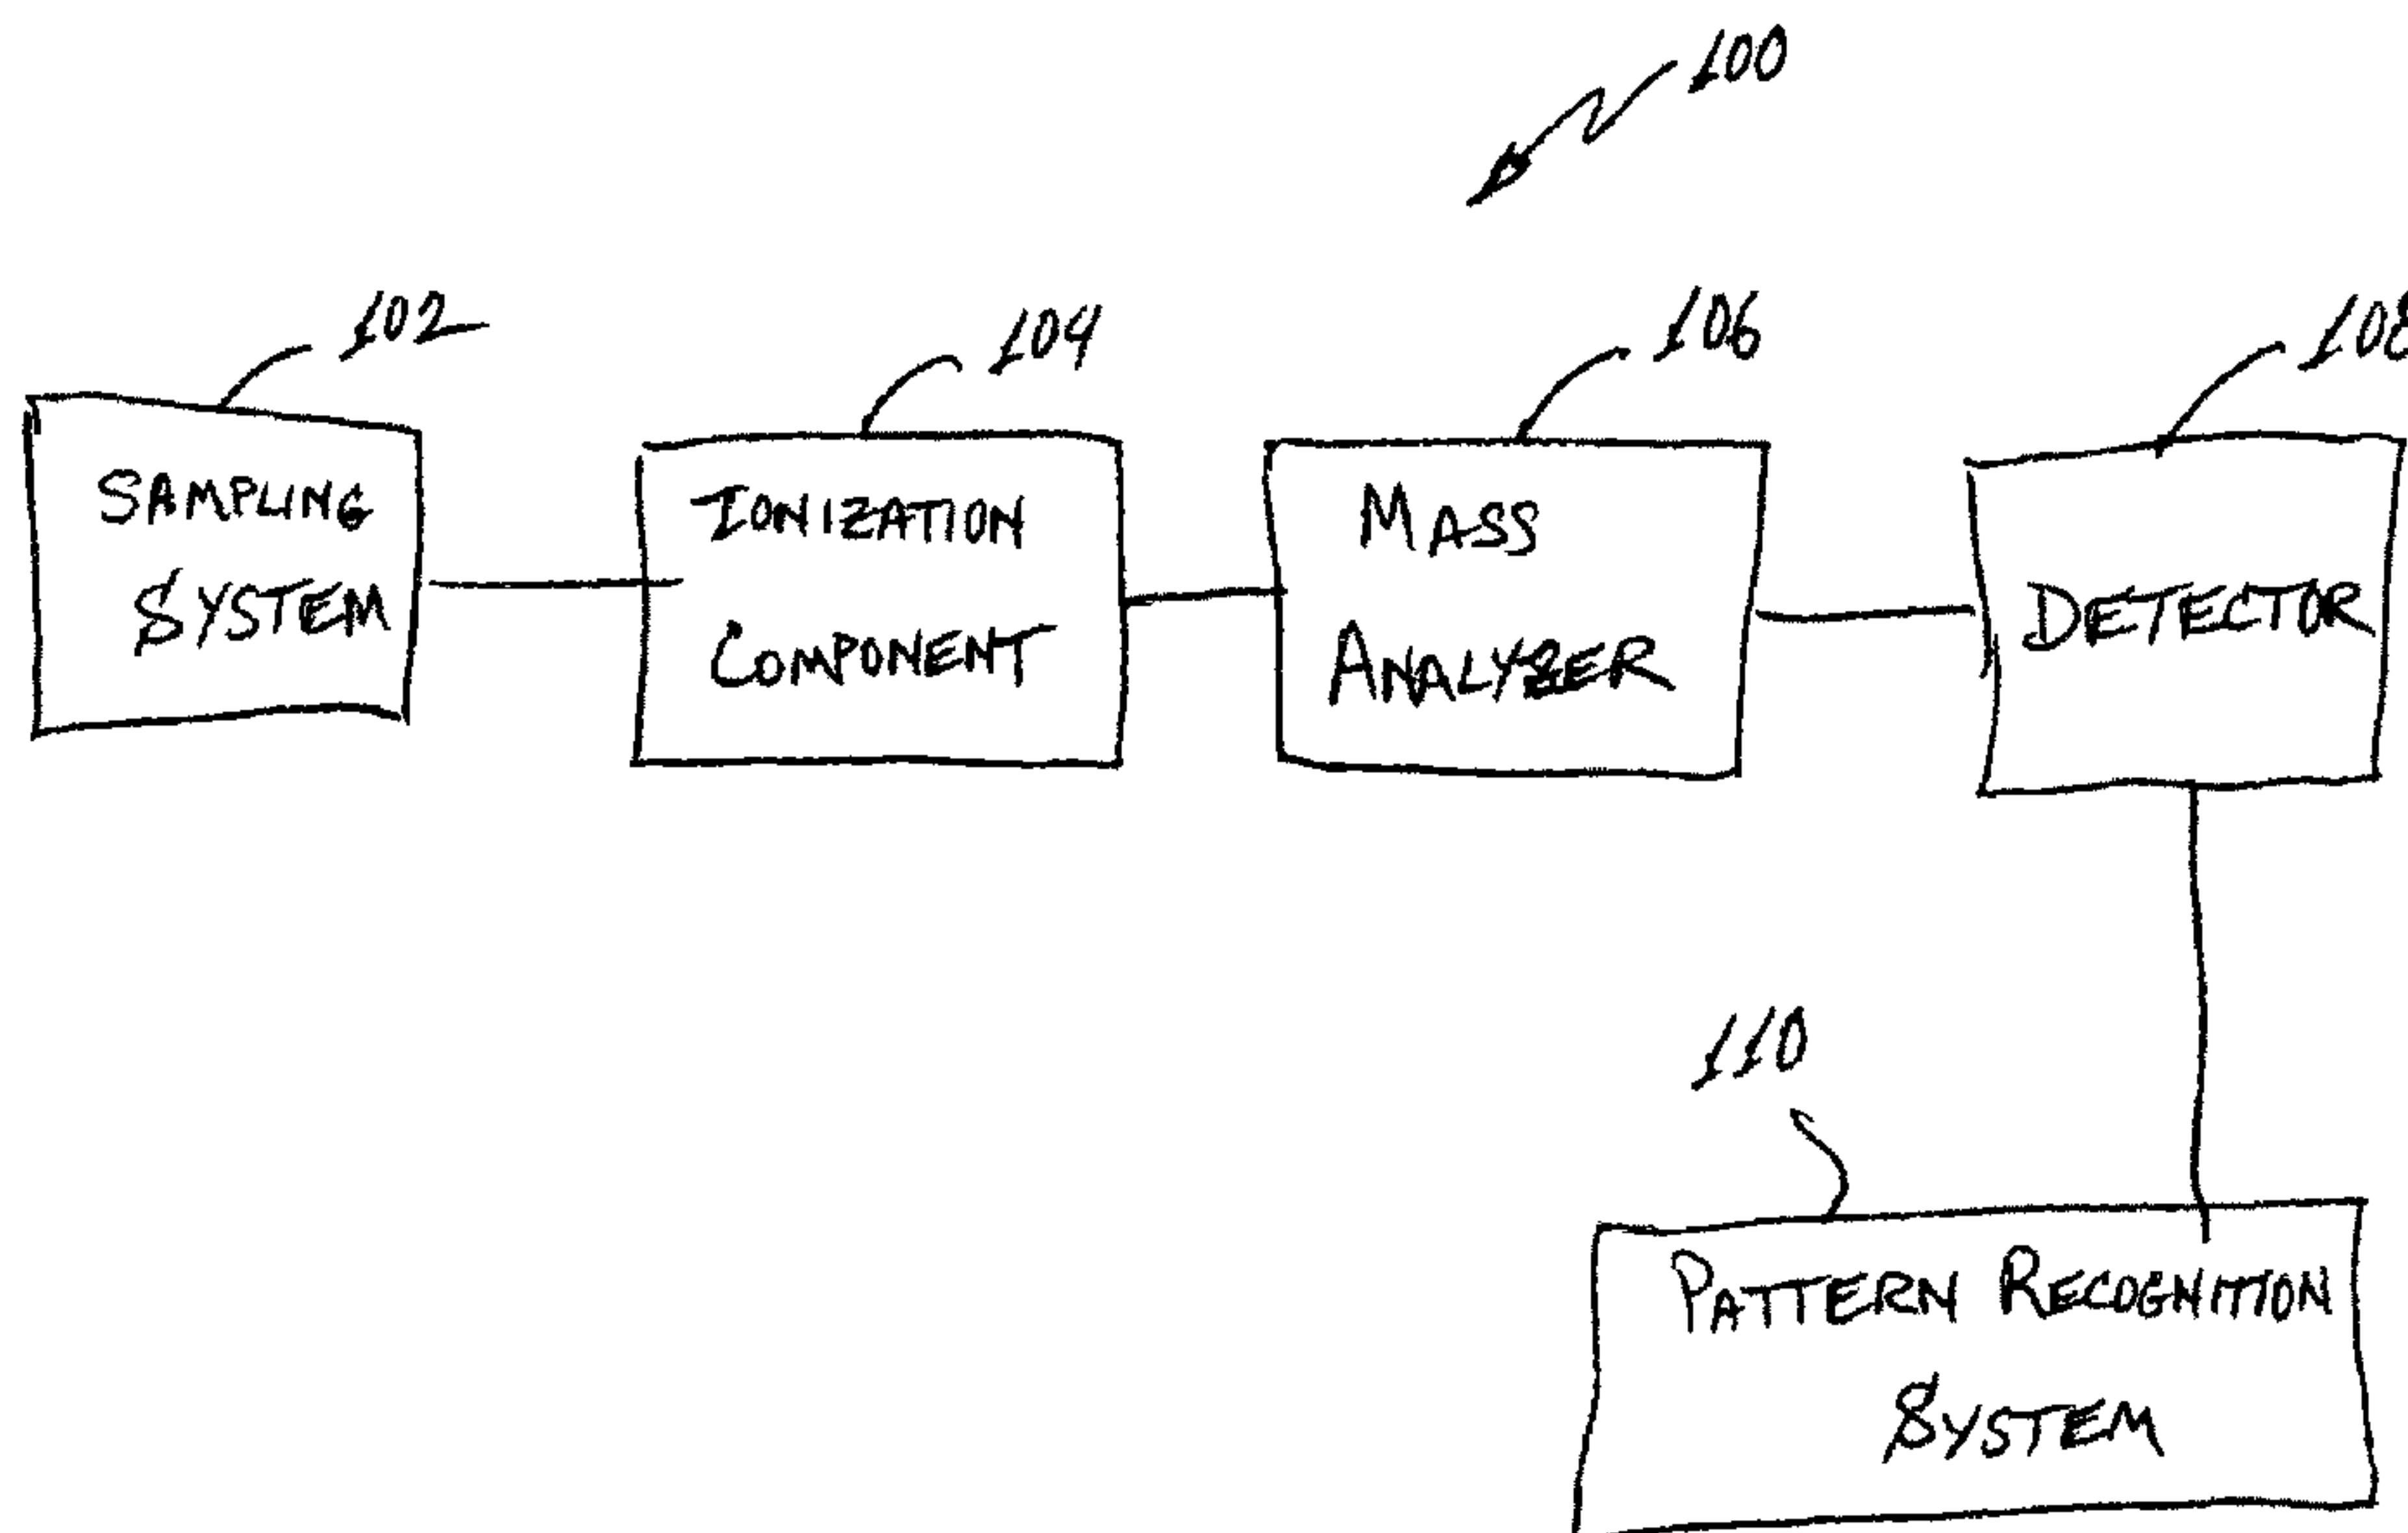 100
102
104
106
108
SAMPLING
SYSTEM
IONIZATION
COMPONENT
MASS
ANALYZER
DETECTOR
110
PATTERN RECOGNITION
SYSTEM